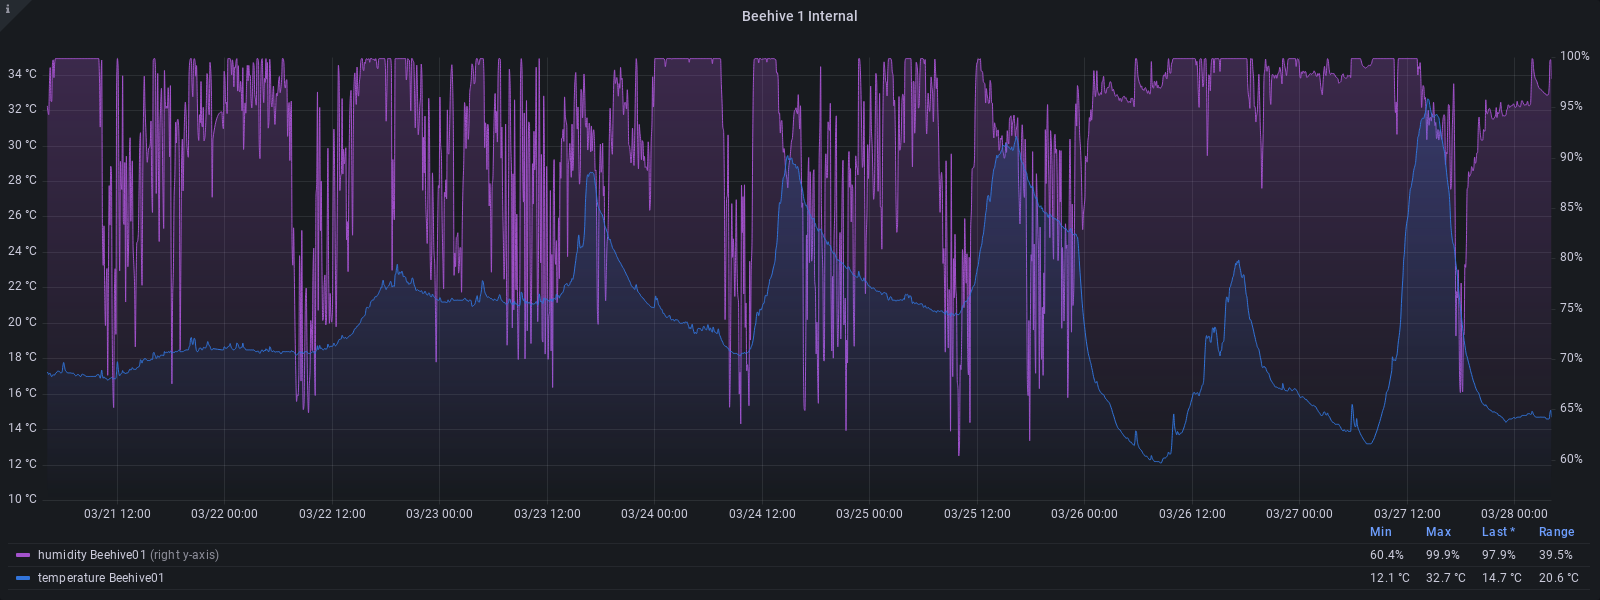 i
Beehive 1 Internal
34 °C
32 °C
30 °C
28 °C
26 °C
24 °C
22 °C
20 °C
18 °C
16 °C
14 °C
12 °C
10 °C
100%
95%
90%
85%
80%
75%
70%
65%
60%
03/21 12:00 03/22 00:00 03/22 12:00 03/23 00:00 03/23 12:00 03/24 00:00 03/24 12:00 03/25 00:00 03/25 12:00 03/26 00:00 03/26 12:00 03/27 00:00 03/27 12:00 03/28 00:00
Min Max Last * Range
humidity Beehive01 (right y-axis) 60.4% 99.9% 97.9% 39.5%
temperature Beehive01 12.1 °C 32.7 °C 14.7 °C 20.6 °C